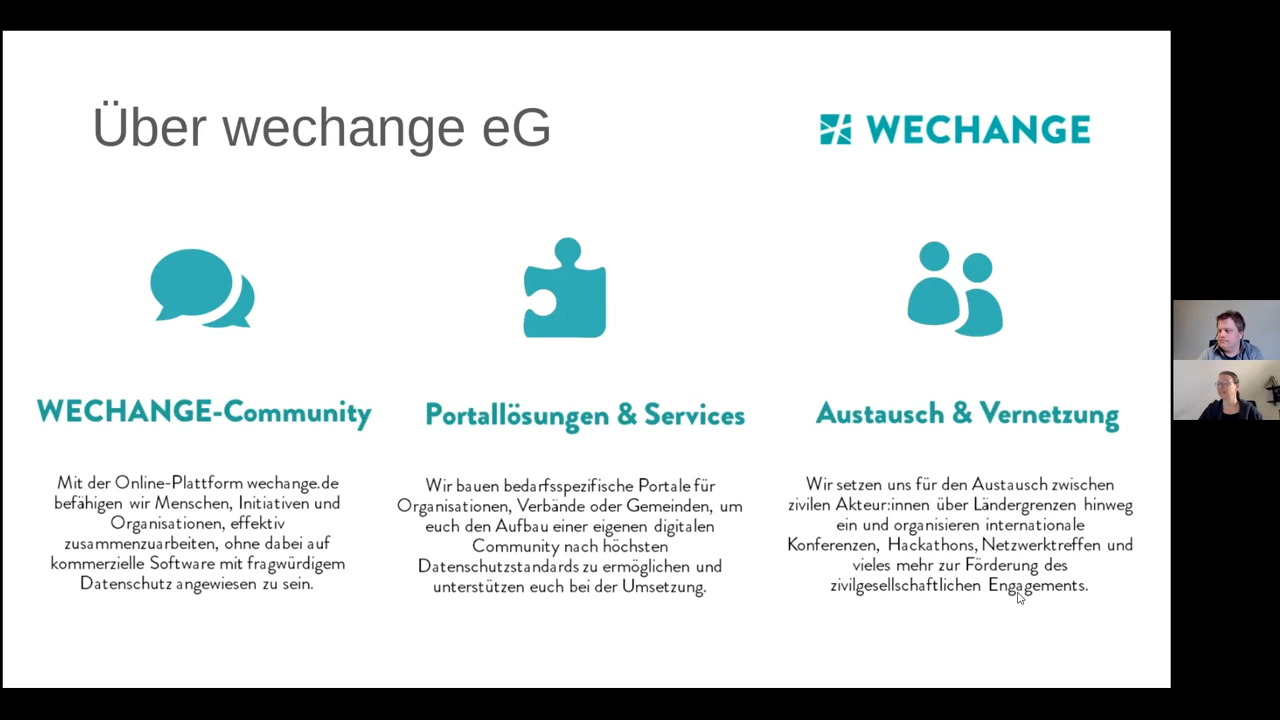 Über wechange eG
WECHANGE
WECHANGE-Community
Mit der Online-Plattform wechange.de
befähigen wir Menschen, Initiativen und
Organisationen, effektiv
zusammenzuarbeiten, ohne dabei auf
kommerzielle Software mit fragwürdigem
Datenschutz angewiesen zu sein.
Portallösungen & Services
Wir bauen bedarfsspezifische Portale für
Organisationen, Verbände oder Gemeinden, um
euch den Aufbau einer eigenen digitalen
Community nach höchsten
Datenschutzstandards zu ermöglichen und
unterstützen euch bei der Umsetzung.
Austausch & Vernetzung
Wir setzen uns für den Austausch zwischen
zivilen Akteur:innen über Ländergrenzen hinweg
ein und organisieren internationale
Konferenzen, Hackathons, Netzwerktreffen und
vieles mehr zur Förderung des
zivilgesellschaftlichen Engagements.